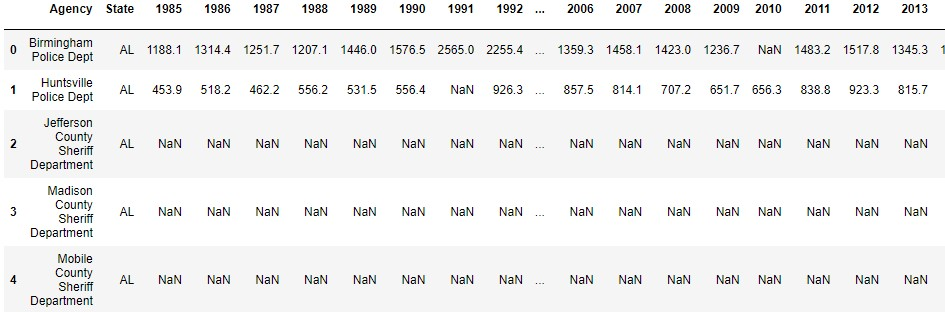 Agency State 1985 1986 1987 1988 1989 1990 1991 1992 ... 2006 2007 2008 2009 2010 2011 2012 2013
0 Birmingham Police Dept AL 1188.1 1314.4 1251.7 1207.1 1446.0 1576.5 2565.0 2255.4 ... 1359.3 1458.1 1423.0 1236.7 NaN 1483.2 1517.8 1345.3 1
1 Huntsville Police Dept AL 453.9 518.2 462.2 556.2 531.5 556.4 NaN 926.3 ... 857.5 814.1 707.2 651.7 656.3 838.8 923.3 815.7
2 Jefferson County Sheriff Department AL NaN NaN NaN NaN NaN NaN NaN NaN ... NaN NaN NaN NaN NaN NaN NaN NaN
3 Madison County Sheriff Department AL NaN NaN NaN NaN NaN NaN NaN NaN ... NaN NaN NaN NaN NaN NaN NaN NaN
4 Mobile County Sheriff Department AL NaN NaN NaN NaN NaN NaN NaN NaN ... NaN NaN NaN NaN NaN NaN NaN NaN